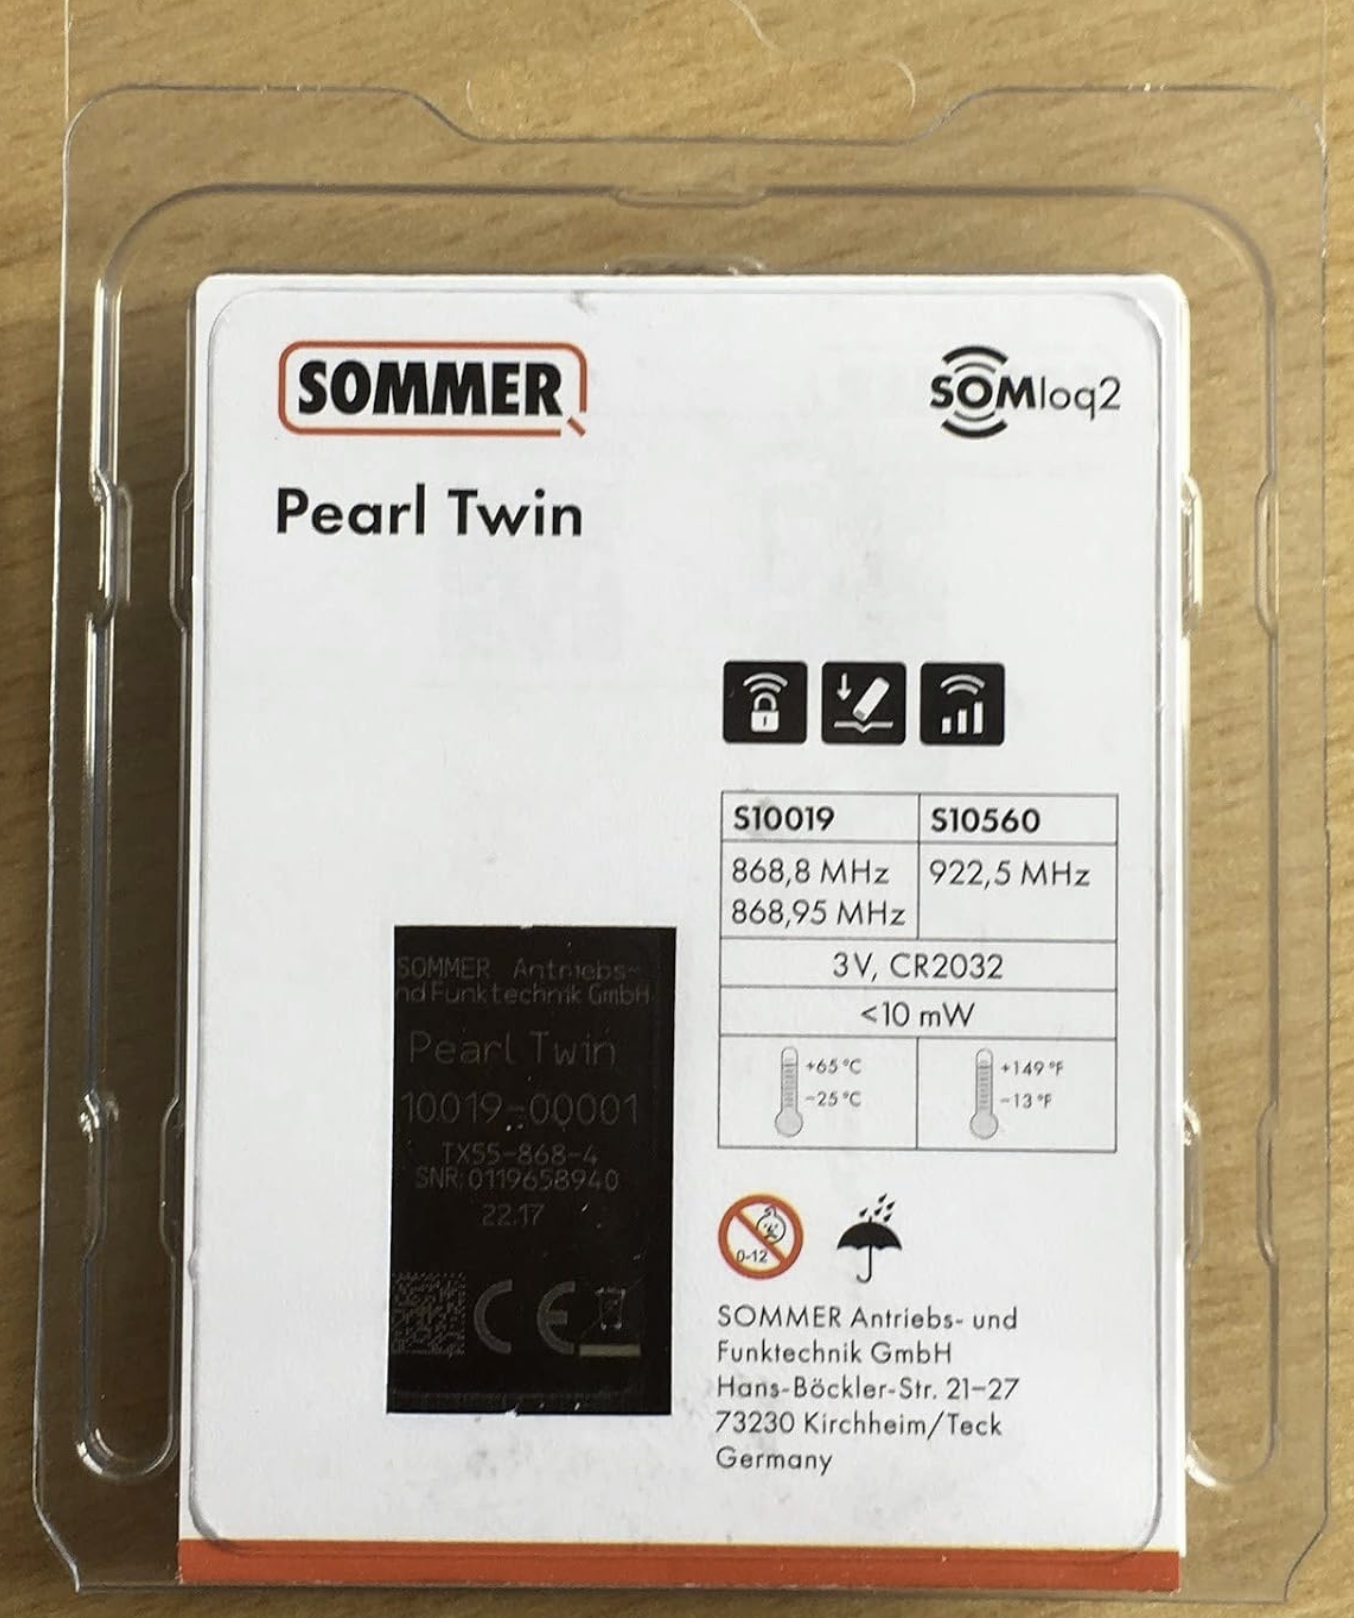 SOMMER
SOMloq2
Pearl Twin
S10019 S10560
868,8 MHz 922,5 MHz
868,95 MHz
3V, CR2032
<10 mW
+65 °C +149 °F
-25 °C -13 °F
SOMMER Antriebs-
nd Funktechnik GmbH
Pearl Twin
10019-00001
TX55-868-4
SNR:0119658940
22.17
CE
0-12
SOMMER Antriebs- und
Funktechnik GmbH
Hans-Böckler-Str. 21-27
73230 Kirchheim/Teck
Germany